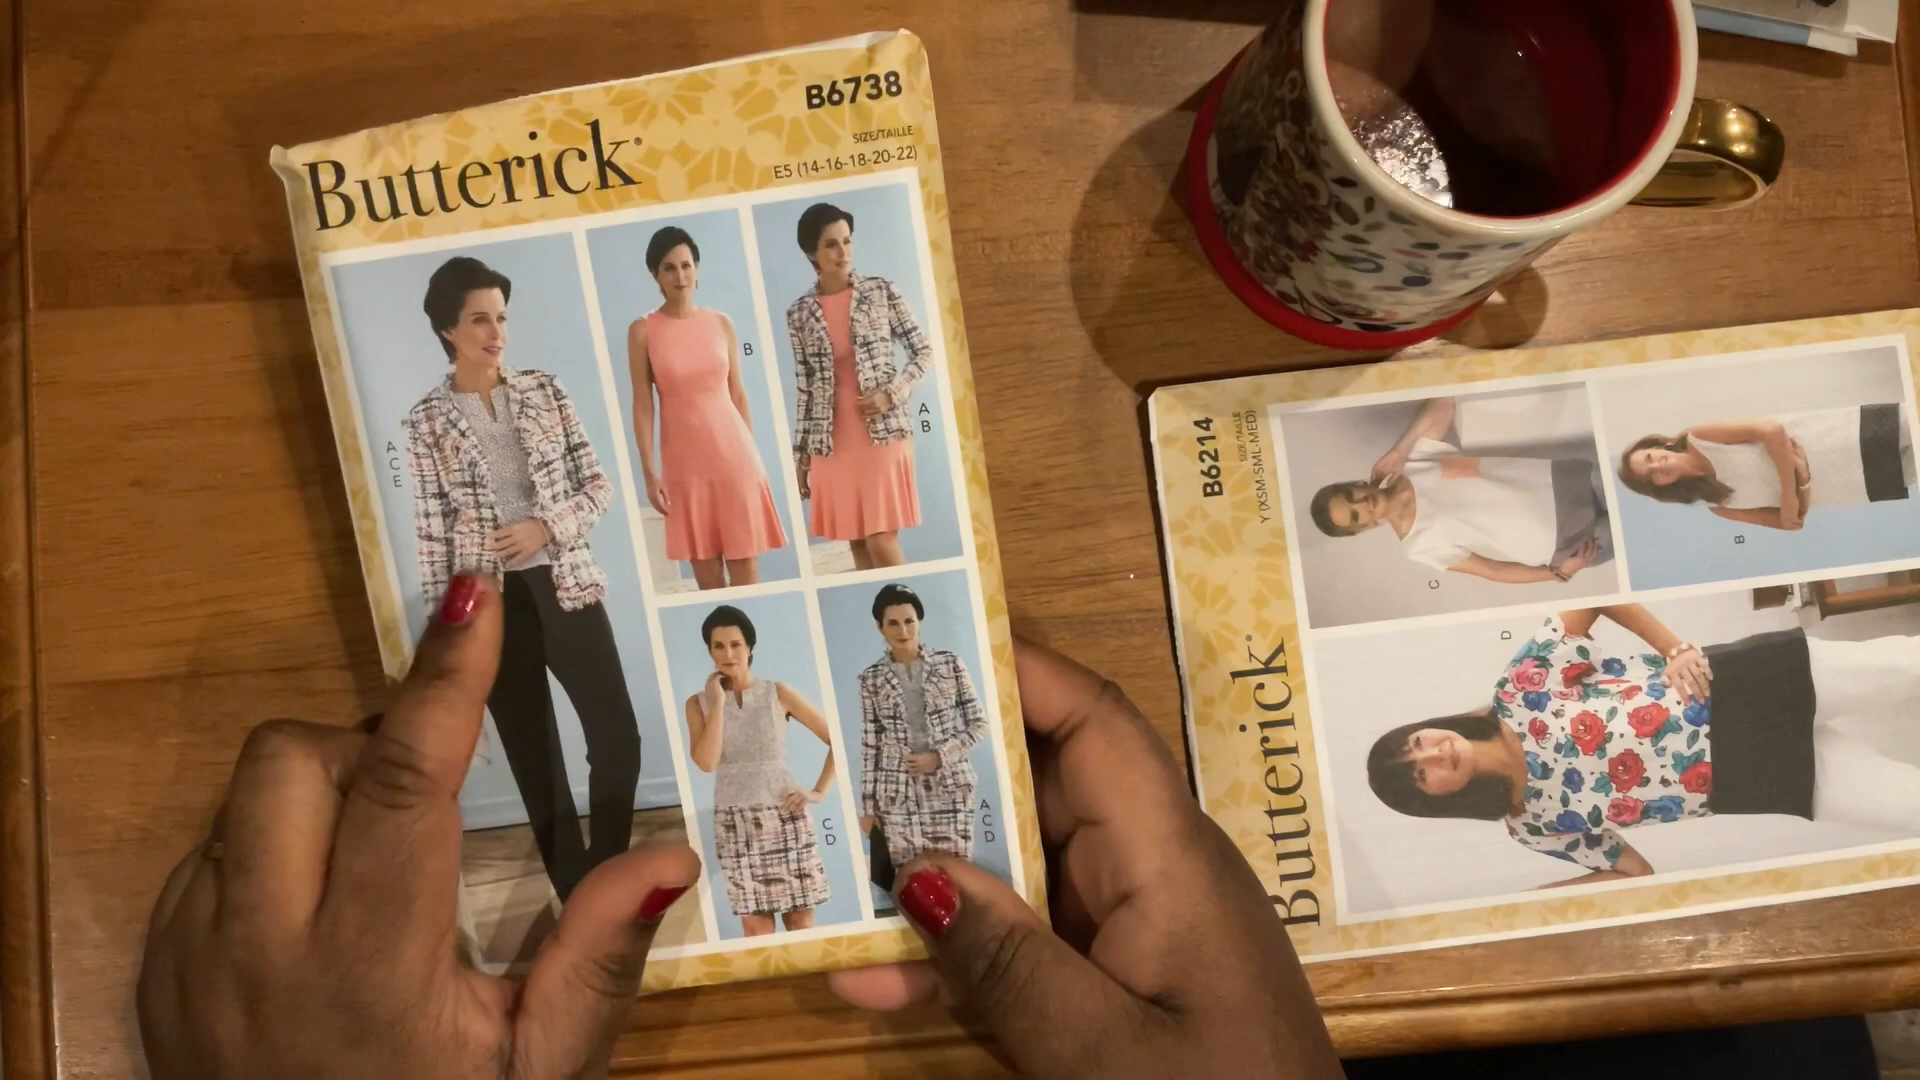 Butterick®
B6738
SIZE/TAILLE
E5 (14-16-18-20-22)
A
C
E
B
A
B
C
D
A
C
D
Butterick®
B6214
SIZE/TAILLE
Y (XSM-SML-MED)
C
B
D